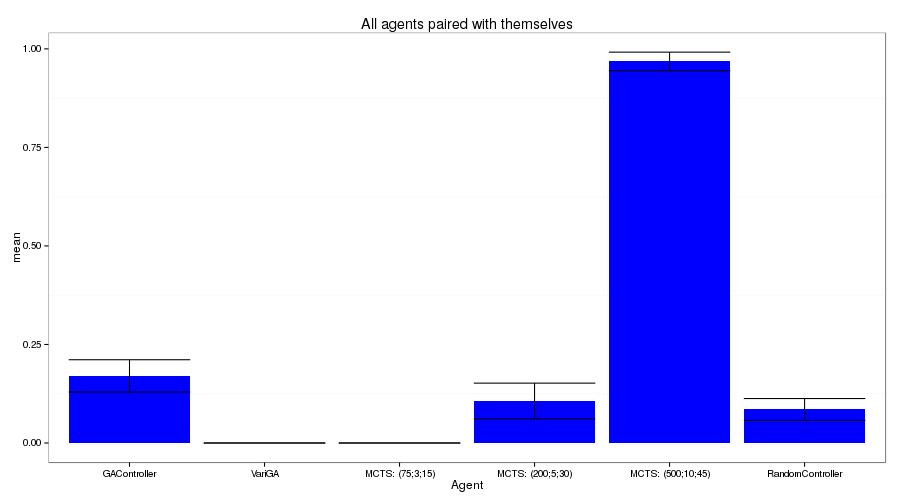 All agents paired with themselves
mean
1.00
0.75
0.50
0.25
0.00
GAController
VariGA
MCTS: (75;3;15)
MCTS: (200;5;30)
MCTS: (500;10;45)
RandomController
Agent